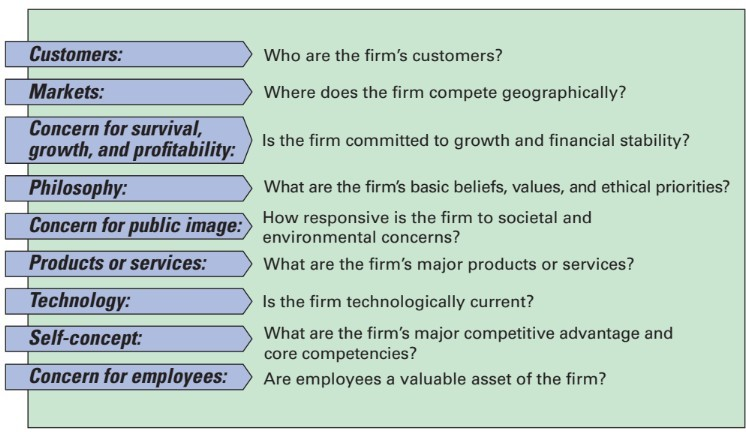 Customers: Who are the firm's customers?
Markets: Where does the firm compete geographically?
Concern for survival,
growth, and profitability: Is the firm committed to growth and financial stability?
Philosophy: What are the firm's basic beliefs, values, and ethical priorities?
Concern for public image: How responsive is the firm to societal and
environmental concerns?
Products or services: What are the firm's major products or services?
Technology: Is the firm technologically current?
Self-concept: What are the firm's major competitive advantage and
core competencies?
Concern for employees: Are employees a valuable asset of the firm?